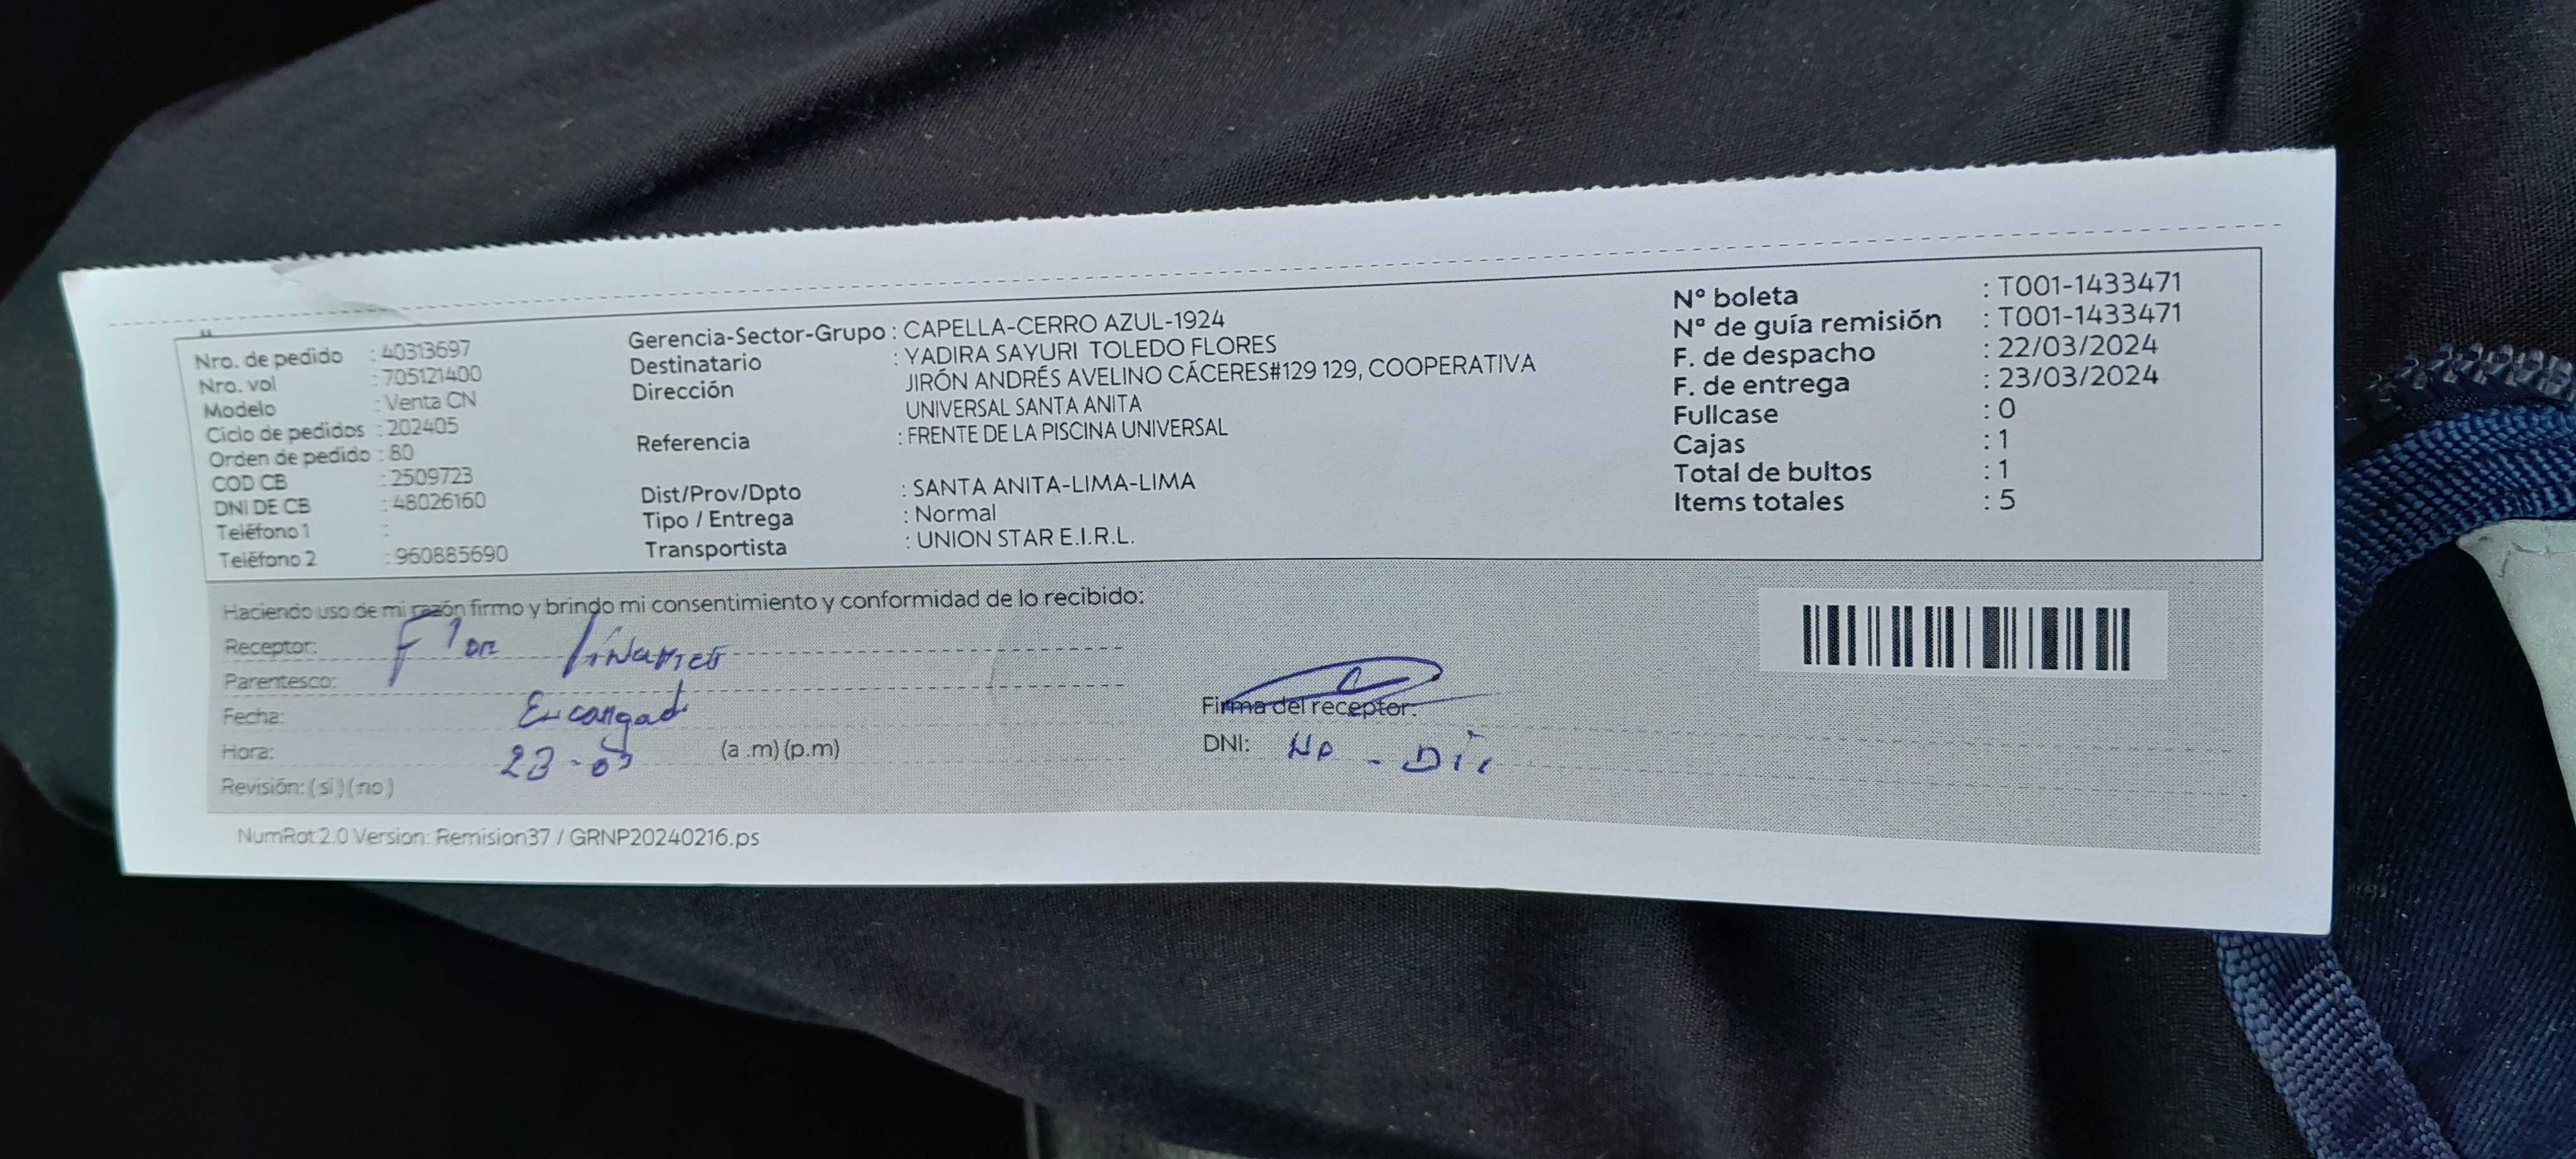 Nro. de pedido : 40313697
Nro. vol : 705121400
Modelo : Venta CN
Ciclo de pedidos : 202405
Orden de pedido : 80
COD CB : 2509723
DNI DE CB : 48026160
Teléfono 1 :
Teléfono 2 : 960885690
Gerencia-Sector-Grupo : CAPELLA-CERRO AZUL-1924
Destinatario : YADIRA SAYURI TOLEDO FLORES
Dirección JIRÓN ANDRÉS AVELINO CÁCERES#129 129, COOPERATIVA
UNIVERSAL SANTA ANITA
Referencia : FRENTE DE LA PISCINA UNIVERSAL
Dist/Prov/Dpto : SANTA ANITA-LIMA-LIMA
Tipo / Entrega : Normal
Transportista : UNION STAR E.I.R.L.
Nº boleta : T001-1433471
Nº de guía remisión : T001-1433471
F. de despacho : 22/03/2024
F. de entrega : 23/03/2024
Fullcase : 0
Cajas : 1
Total de bultos : 1
Items totales : 5
Haciendo uso de mi razón firmo y brindo mi consentimiento y conformidad de lo recibido:
Receptor:
Parentesco:
Fecha: Encargado
Hora: 23-03 (a .m) (p.m)
Revisión: ( si ) ( no )
Firma del receptor:
DNI: No - Dio
NumRot 2.0 Version: Remision37 / GRNP20240216.ps